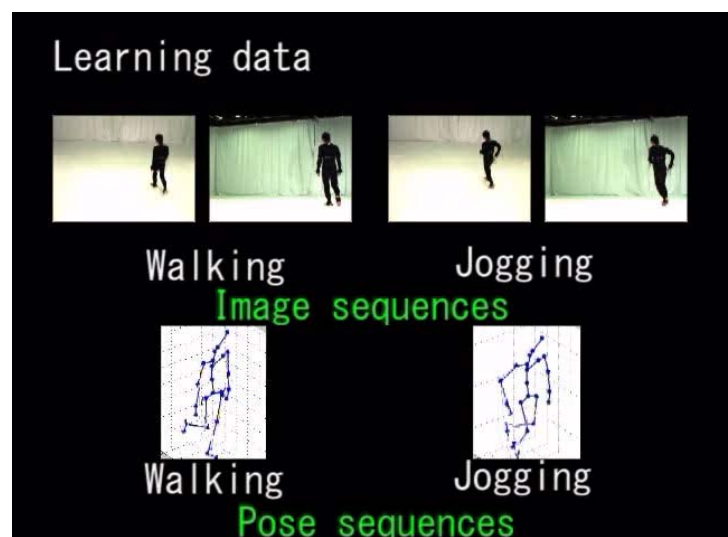 Learning data
Walking Jogging
Image sequences
Walking Jogging
Pose sequences